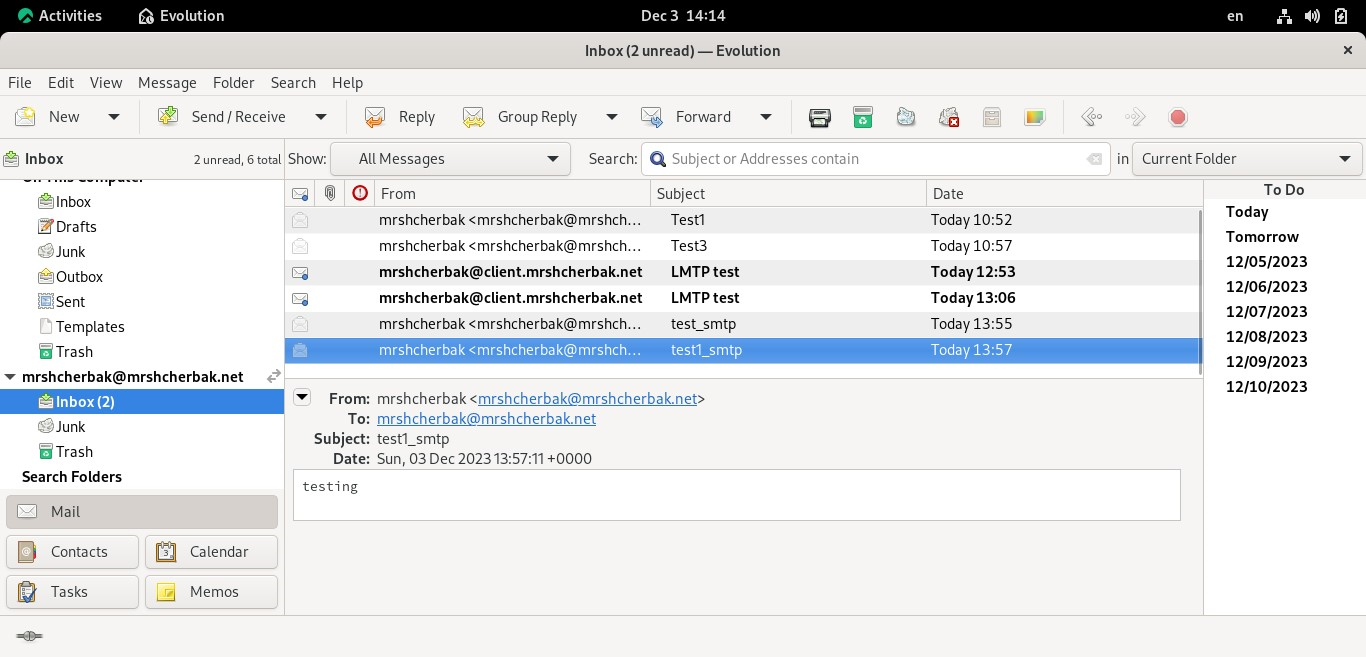 Activities Evolution Dec 3 14:14 en
Inbox (2 unread) — Evolution ×
File Edit View Message Folder Search Help
New Send / Receive Reply Group Reply Forward
Inbox 2 unread, 6 total Show: All Messages Search: Subject or Addresses contain in Current Folder
On This Computer
Inbox
Drafts
Junk
Outbox
Sent
Templates
Trash
mrshcherbak@mrshcherbak.net
Inbox (2)
Junk
Trash
Search Folders
Mail
Contacts Calendar
Tasks Memos
From Subject Date
mrshcherbak <mrshcherbak@mrshch… Test1 Today 10:52
mrshcherbak <mrshcherbak@mrshch… Test3 Today 10:57
mrshcherbak@client.mrshcherbak.net LMTP test Today 12:53
mrshcherbak@client.mrshcherbak.net LMTP test Today 13:06
mrshcherbak <mrshcherbak@mrshch… test_smtp Today 13:55
mrshcherbak <mrshcherbak@mrshch… test1_smtp Today 13:57
From: mrshcherbak <mrshcherbak@mrshcherbak.net>
To: mrshcherbak@mrshcherbak.net
Subject: test1_smtp
Date: Sun, 03 Dec 2023 13:57:11 +0000
testing
To Do
Today
Tomorrow
12/05/2023
12/06/2023
12/07/2023
12/08/2023
12/09/2023
12/10/2023